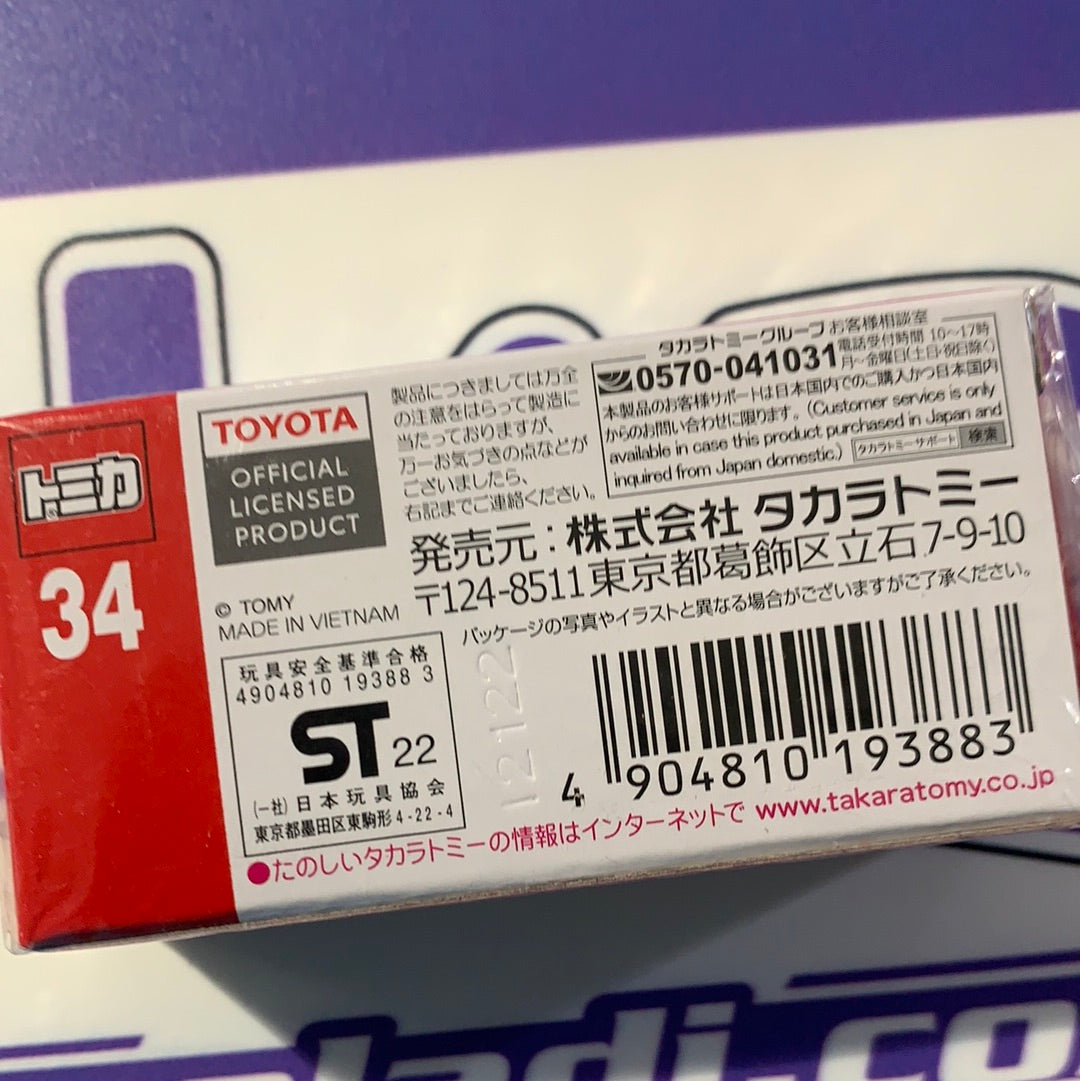 トミカ
34
TOYOTA
OFFICIAL
LICENSED
PRODUCT
© TOMY
MADE IN VIETNAM
製品につきましては万全
の注意をはらって製造に
当たっておりますが、
万一お気づきの点などが
ございましたら、
右記までご連絡ください。
タカラトミーグループ お客様相談室
0570-041031 電話受付時間 10～17時
月～金曜日(土日・祝日除く)
本製品のお客様サポートは日本国内でのご購入かつ日本国内
からのお問い合わせに限ります。(Customer service is only
available in case this product purchased in Japan and
inquired from Japan domestic.) タカラトミーサポート 検索
発売元:株式会社 タカラトミー
〒124-8511 東京都葛飾区立石7-9-10
パッケージの写真やイラストと異なる場合がございますがご了承ください。
玩具安全基準合格
4904810 19388 3
ST 22
(一社)日本玩具協会
東京都墨田区東駒形4-22-4
12122
4 904810 193883
●たのしいタカラトミーの情報はインターネットで www.takaratomy.co.jp